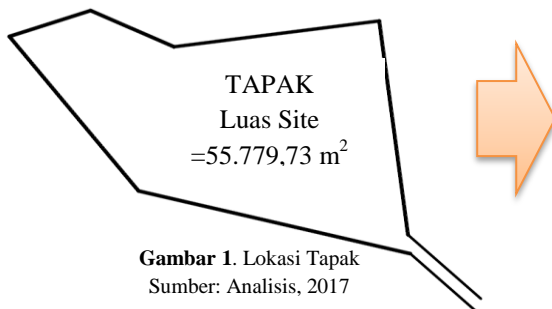 TAPAK
Luas Site
=55.779,73 m²
Gambar 1. Lokasi Tapak
Sumber: Analisis, 2017